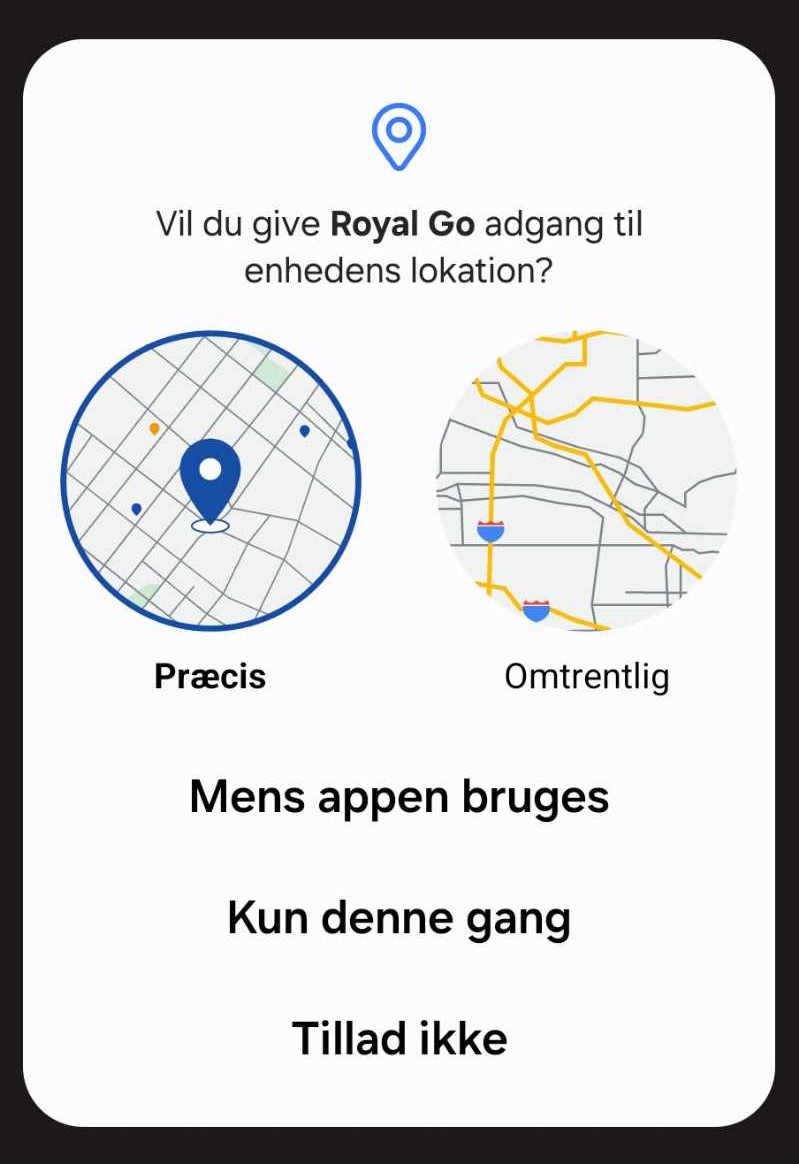 Vil du give Royal Go adgang til
enhedens lokation?
Præcis
Omtrentlig
Mens appen bruges
Kun denne gang
Tillad ikke